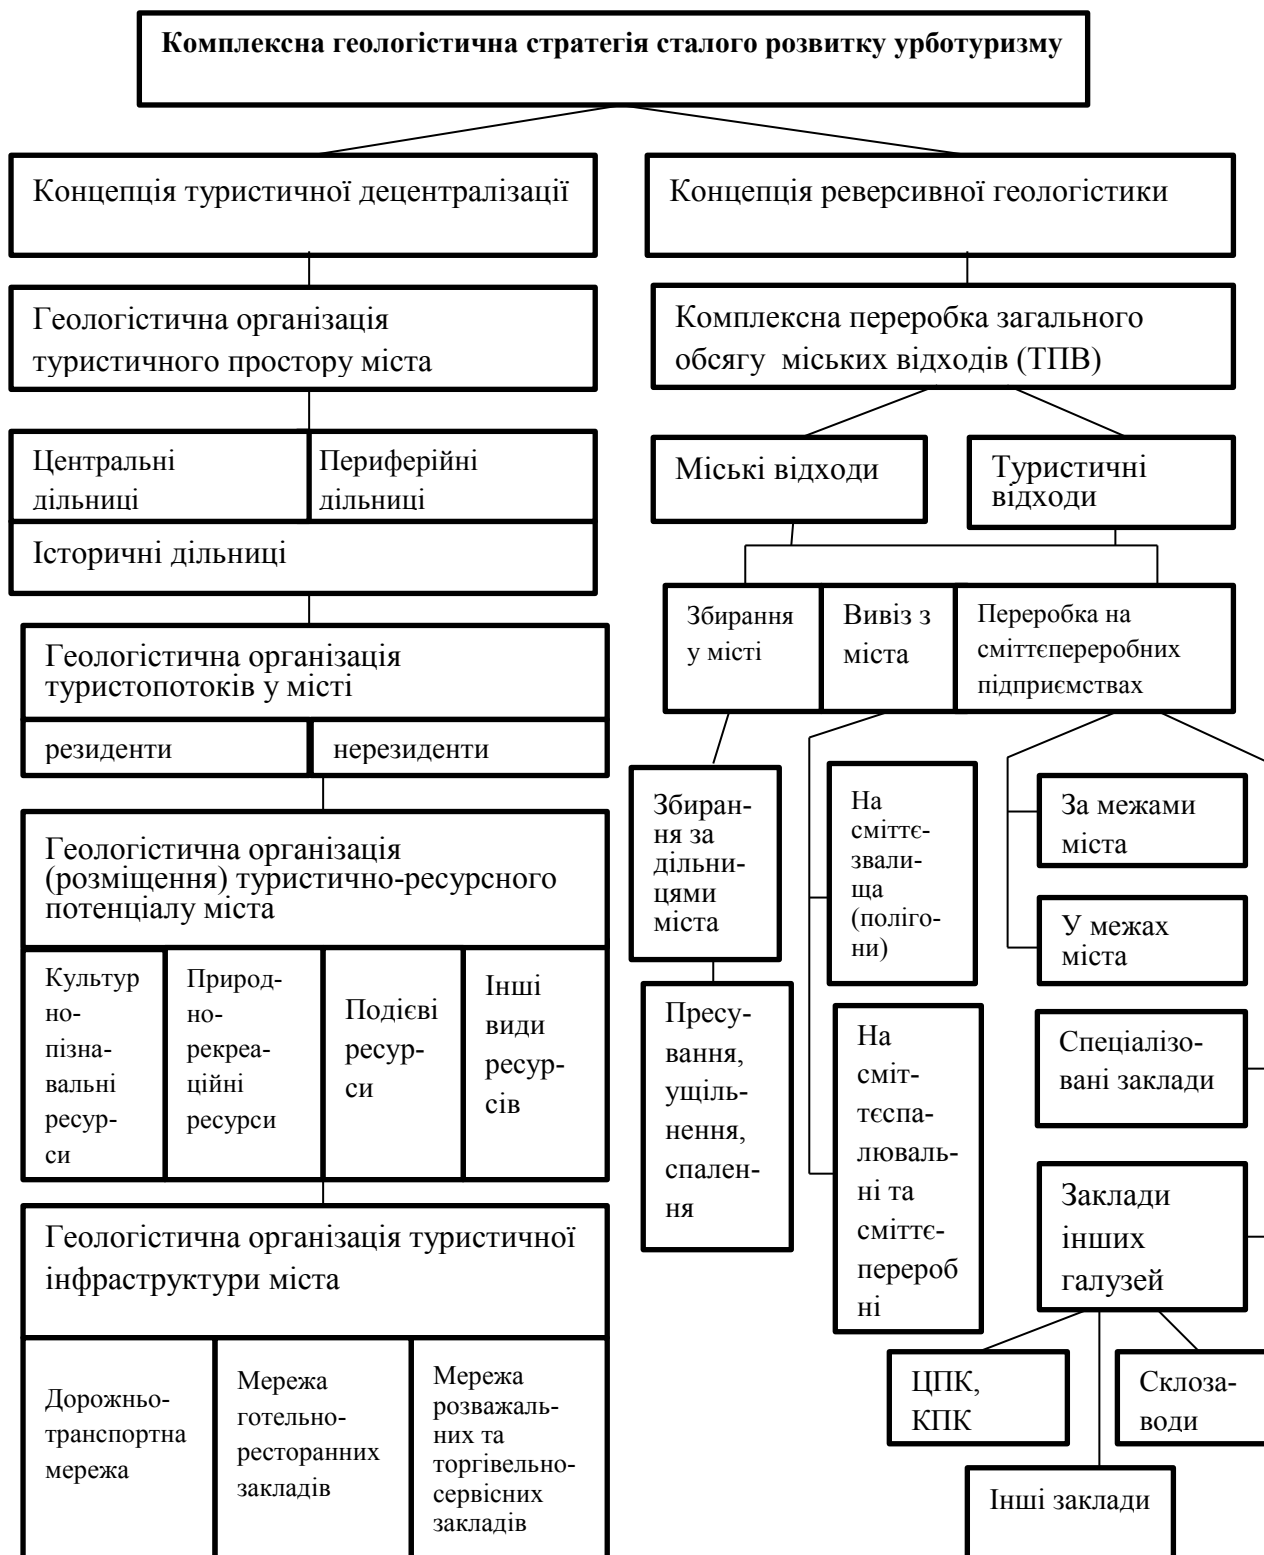 Комплексна геологістична стратегія сталого розвитку урботуризму
Концепція туристичної децентралізації
Геологістична організація
туристичного простору міста
Центральні
дільниці
Периферійні
дільниці
Історичні дільниці
Геологістична організація
туристопотоків у місті
резиденти
нерезиденти
Геологістична організація
(розміщення) туристично-ресурсного
потенціалу міста
Культур
но-
пізна-
вальні
ресур-
си
Природ-
но-
рекреа-
ційні
ресурси
Подієві
ресур-
си
Інші
види
ресур-
сів
Геологістична організація туристичної
інфраструктури міста
Дорожньо-
транспортна
мережа
Мережа
готельно-
ресторанних
закладів
Мережа
розважаль-
них та
торгівельно-
сервісних
закладів
Концепція реверсивної геологістики
Комплексна переробка загального
обсягу  міських відходів (ТПВ)
Міські відходи
Туристичні
відходи
Збирання
у місті
Вивіз з
міста
Переробка на
сміттєпереробних
підприємствах
Збиран-
ня за
дільни-
цями
міста
Пресу-
вання,
ущіль-
нення,
спален-
ня
На
сміттє-
звали-
ща
(поліго-
ни)
На
сміт-
тєспа-
люваль-
ні та
сміттє-
перероб
ні
За межами
міста
У межах
міста
Спеціалізо-
вані заклади
Заклади
інших
галузей
ЦПК,
КПК
Склоза-
води
Інші заклади